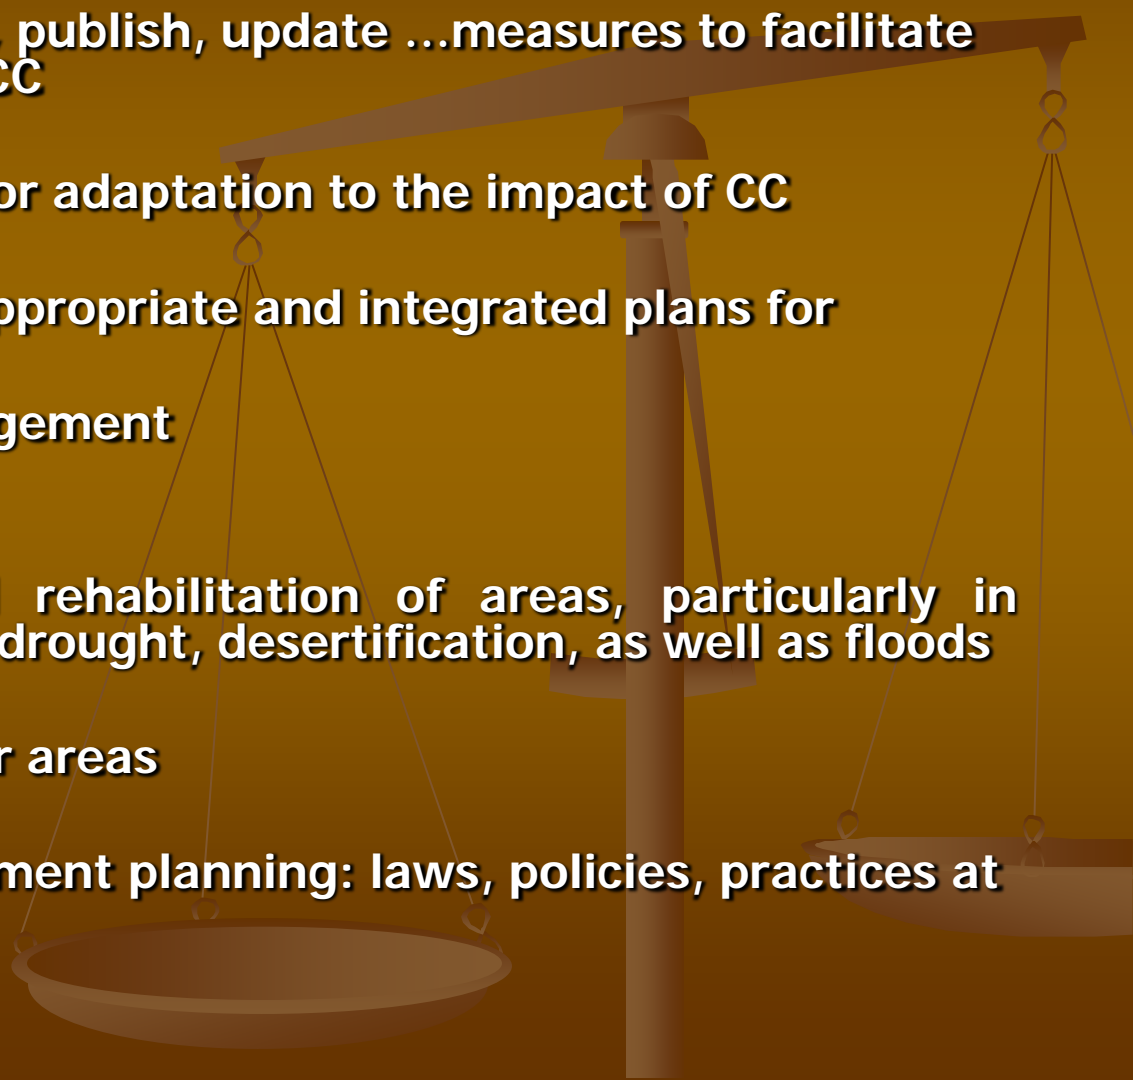 publish, update ...measures to facilitate
CC
or adaptation to the impact of CC
ppropriate and integrated plans for
gement
rehabilitation of areas, particularly in
drought, desertification, as well as floods
r areas
ment planning: laws, policies, practices at